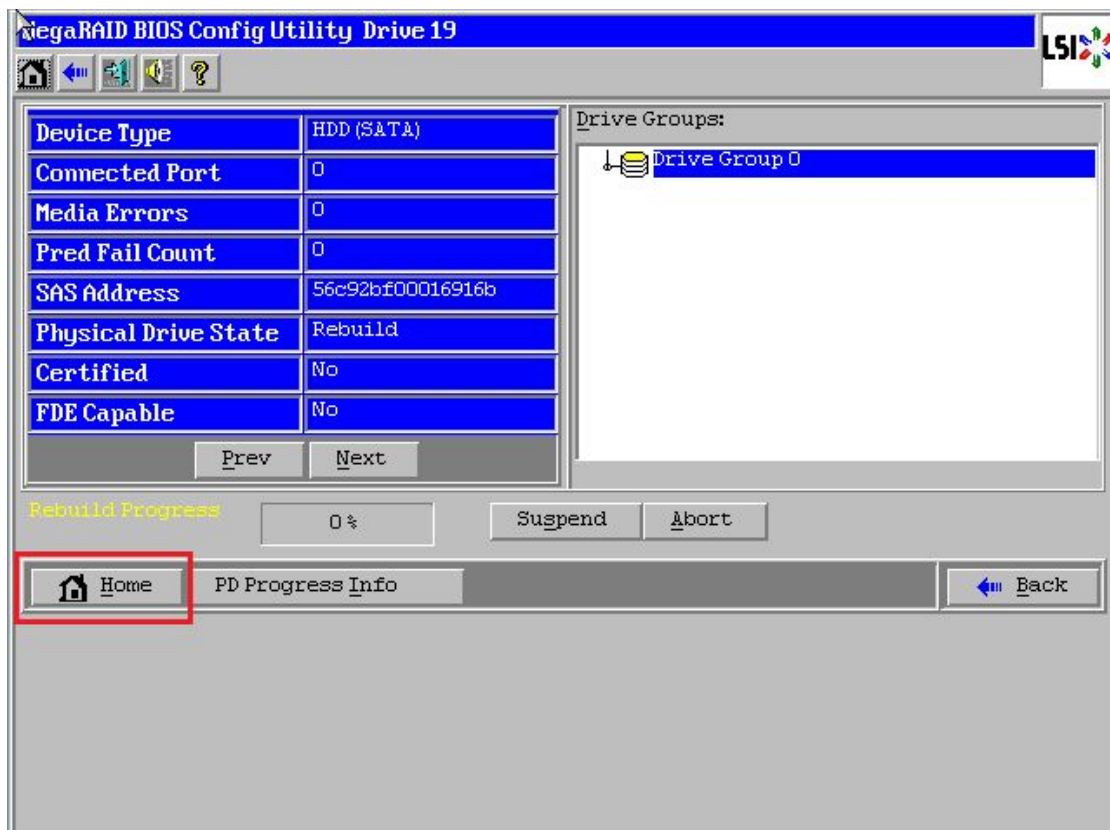 MegaRAID BIOS Config Utility Drive 19
LSI
Device Type HDD (SATA)
Connected Port 0
Media Errors 0
Pred Fail Count 0
SAS Address 56c92bf00016916b
Physical Drive State Rebuild
Certified No
FDE Capable No
Prev Next
Drive Groups:
Drive Group 0
Rebuild Progress 0 % Suspend Abort
Home PD Progress Info Back